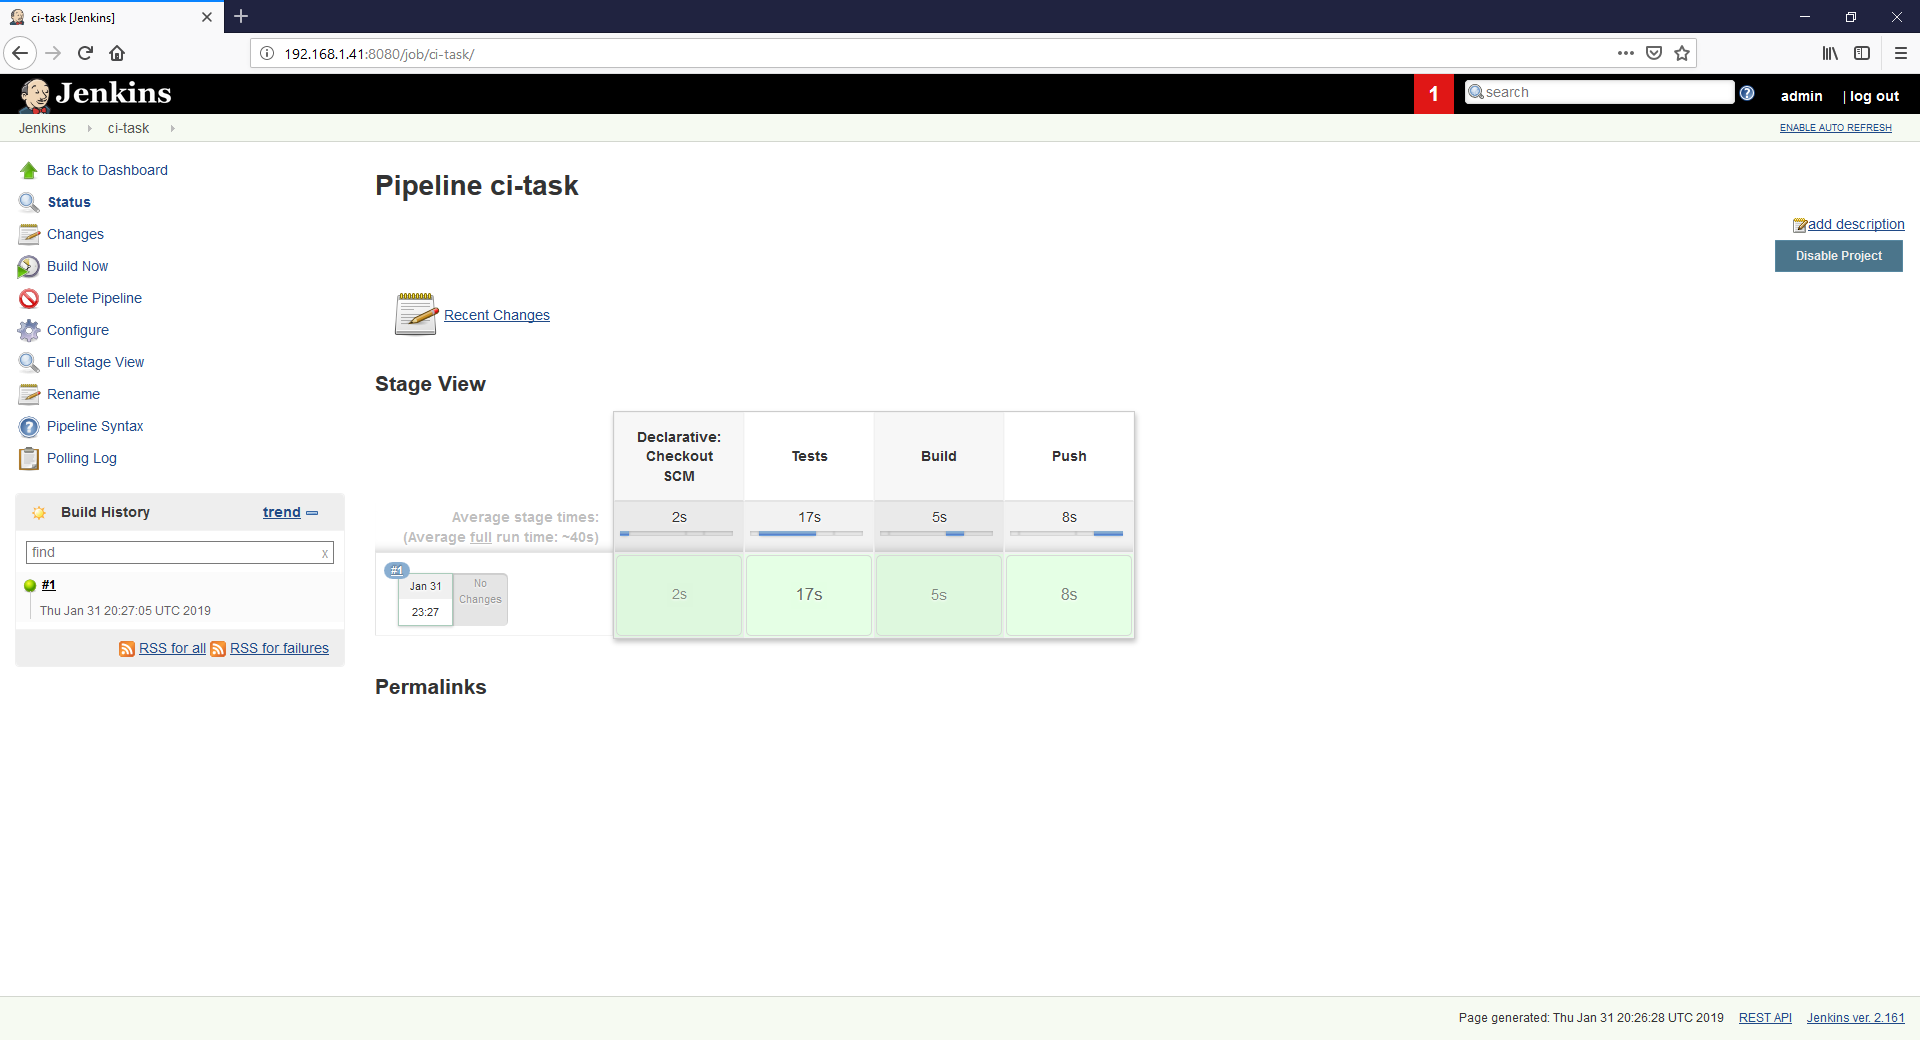 ci-task [Jenkins]
192.168.1.41:8080/job/ci-task/
Jenkins
1
search
admin
| log out
Jenkins
ci-task
ENABLE AUTO REFRESH
Back to Dashboard
Status
Changes
Build Now
Delete Pipeline
Configure
Full Stage View
Rename
Pipeline Syntax
Polling Log
Build History
trend
find
x
#1
Thu Jan 31 20:27:05 UTC 2019
RSS for all
RSS for failures
Pipeline ci-task
add description
Disable Project
Recent Changes
Stage View
Declarative:
Checkout
SCM
Tests
Build
Push
Average stage times:
(Average full run time: ~40s)
2s
17s
5s
8s
#1
Jan 31
23:27
No
Changes
2s
17s
5s
8s
Permalinks
Page generated: Thu Jan 31 20:26:28 UTC 2019
REST API
Jenkins ver. 2.161